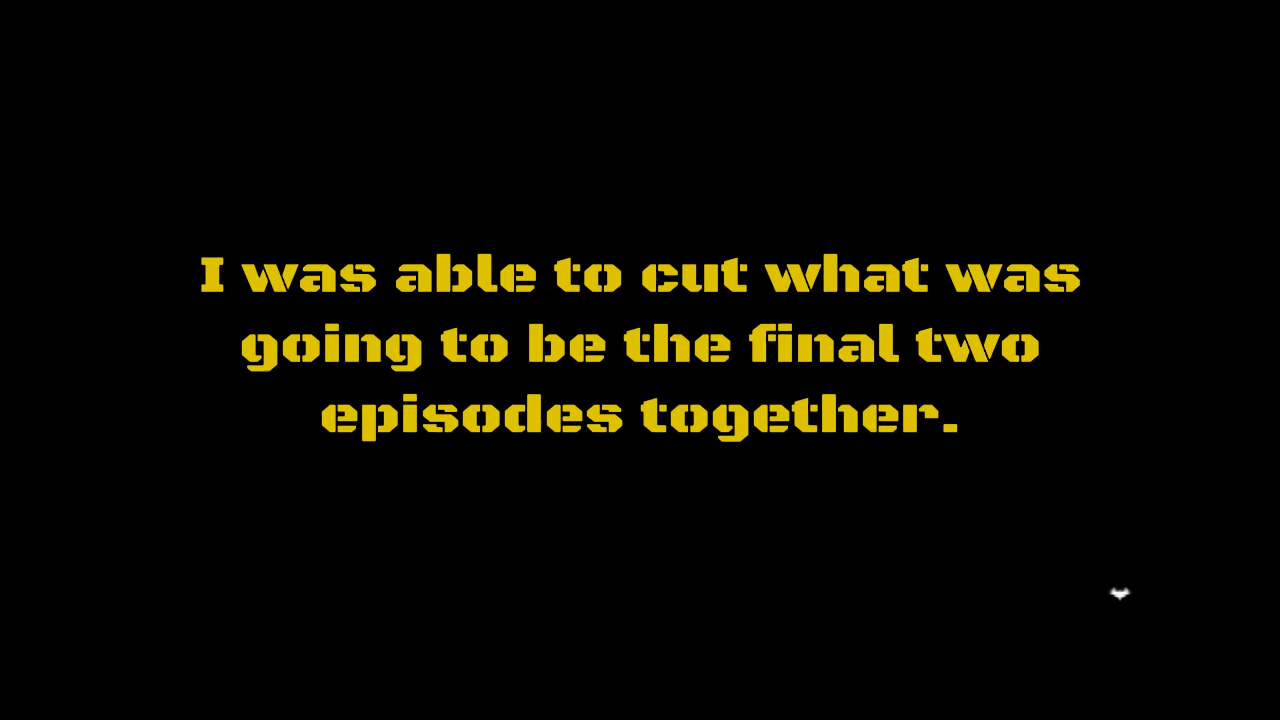 I was able to cut what was
going to be the final two
episodes together.